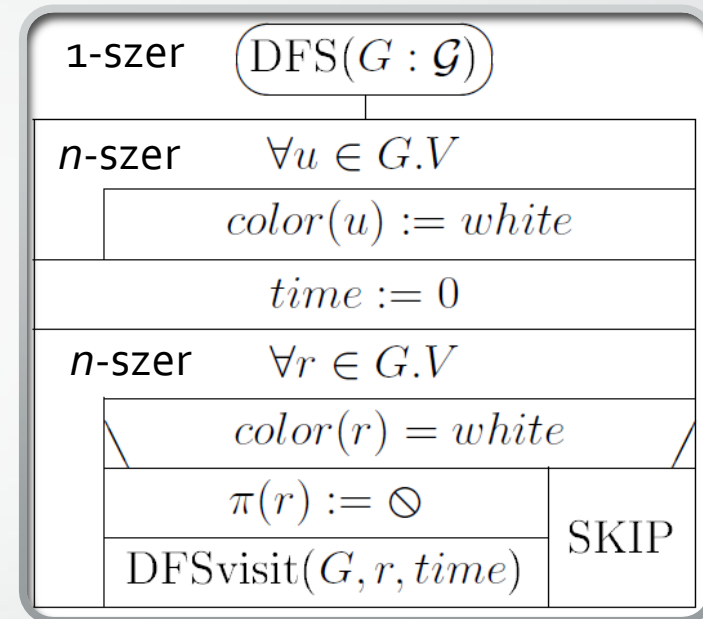 1-szer DFS(G : 𝓖)
n-szer ∀u ∈ G.V
color(u) := white
time := 0
n-szer ∀r ∈ G.V
color(r) = white
π(r) := ⦸
SKIP
DFSvisit(G, r, time)